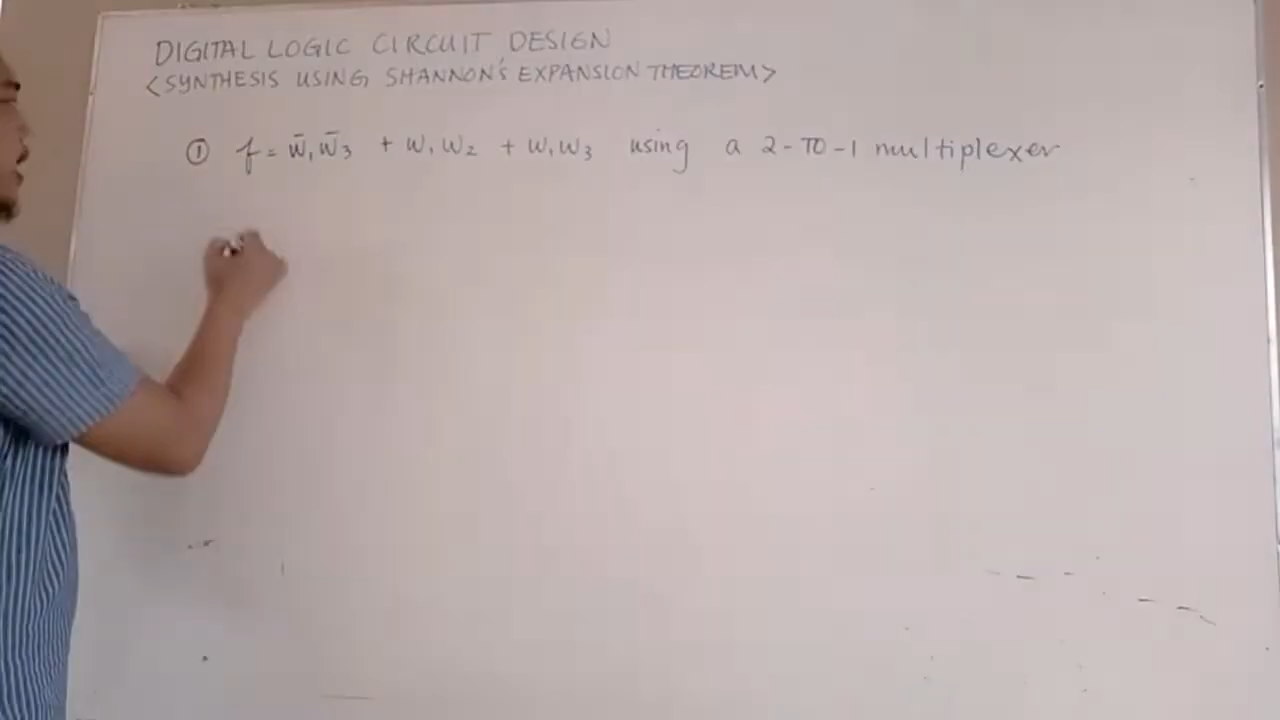 DIGITAL LOGIC CIRCUIT DESIGN
<SYNTHESIS USING SHANNON'S EXPANSION THEOREM>
① f = w̄₁w̄₃ + w₁w₂ + w₁w₃ using a 2-TO-1 multiplexer